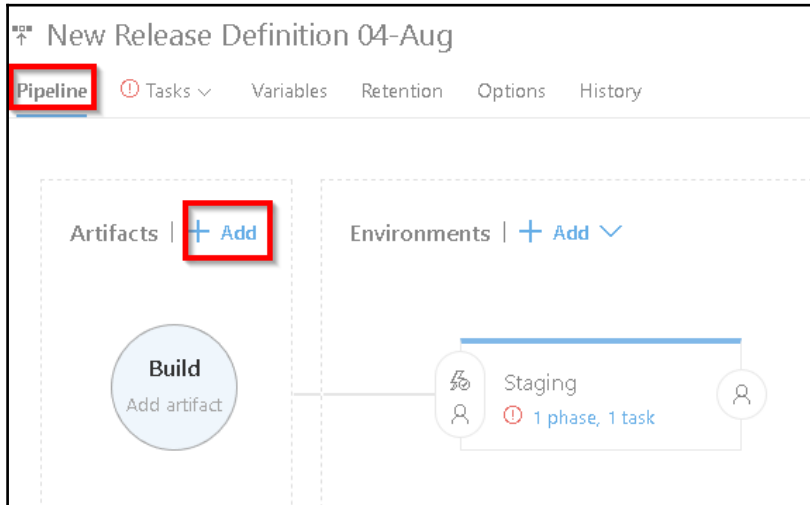 New Release Definition 04-Aug
Pipeline Tasks Variables Retention Options History
Artifacts | + Add Environments | + Add
Build
Add artifact
Staging
1 phase, 1 task